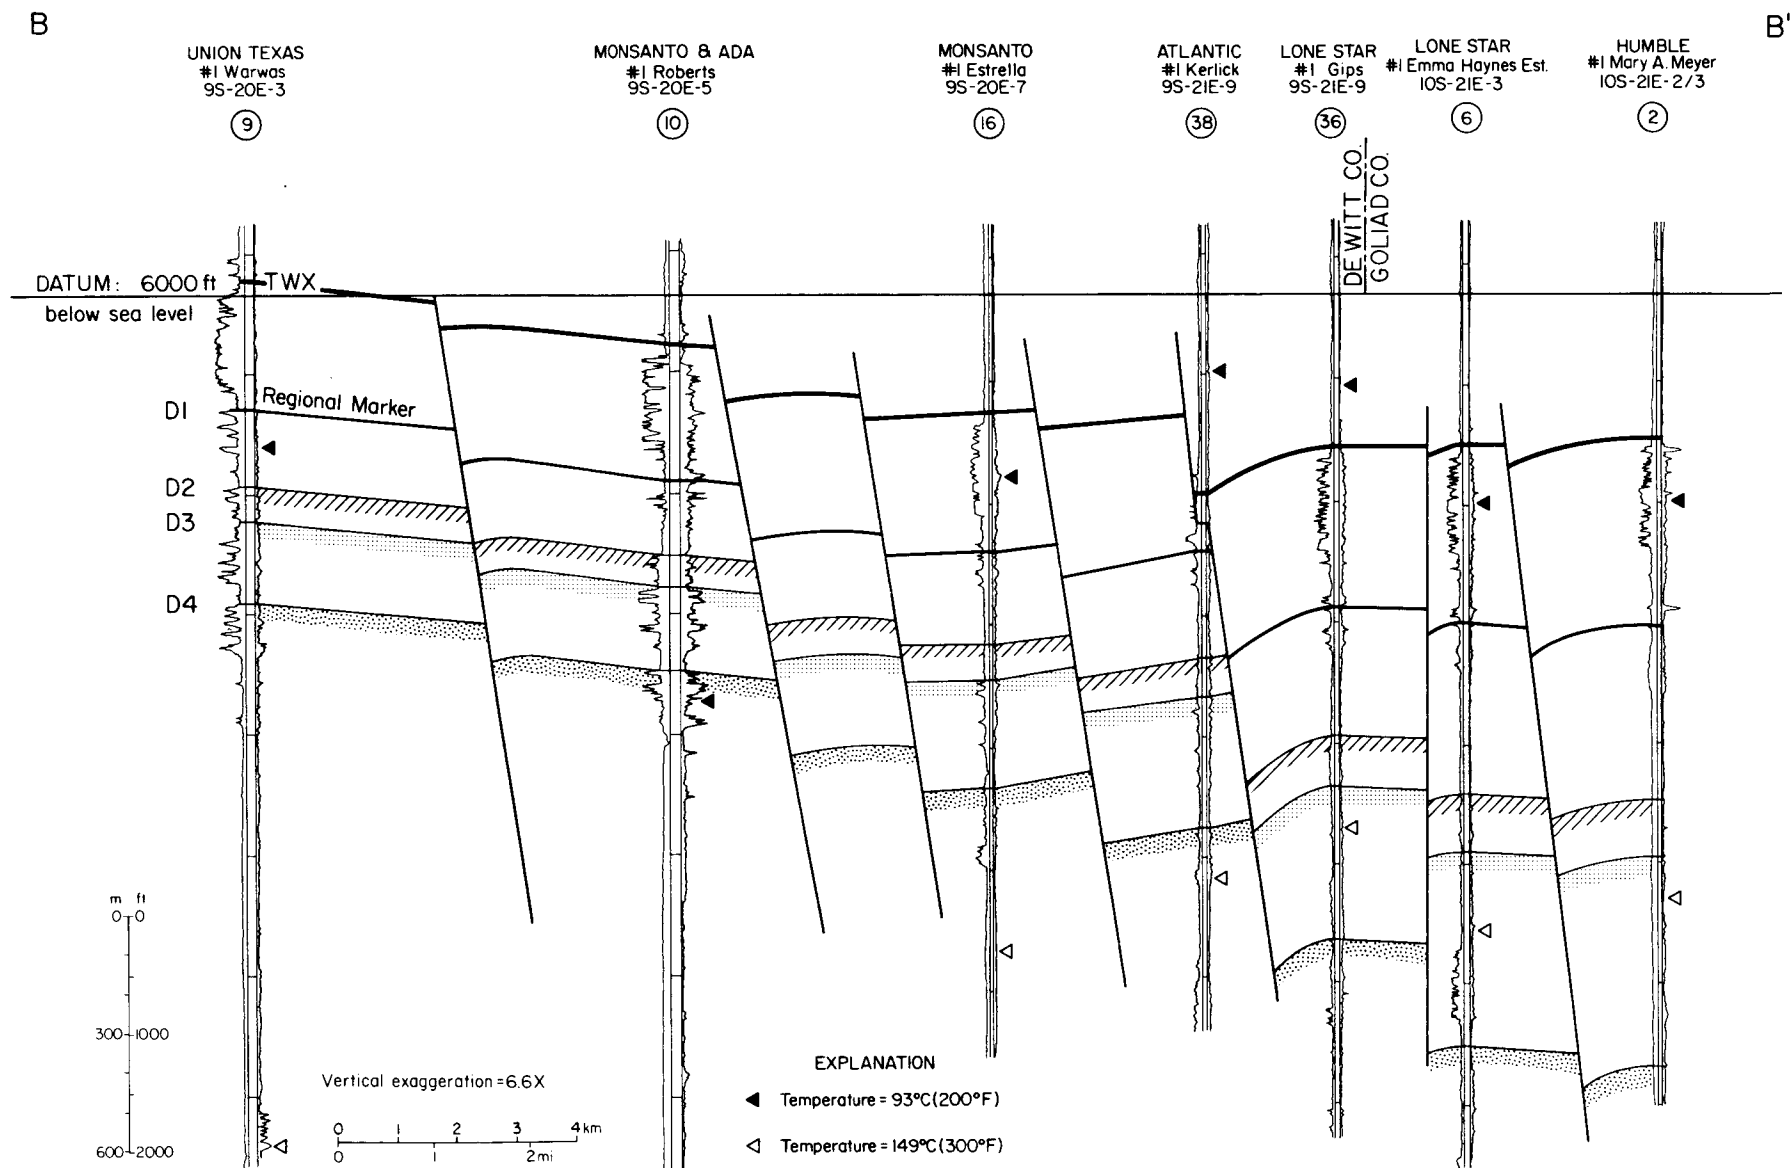 B
B'
UNION TEXAS
#1 Warwas
9S-20E-3
9
MONSANTO & ADA
#1 Roberts
9S-20E-5
10
MONSANTO
#1 Estrella
9S-20E-7
16
ATLANTIC
#1 Kerlick
9S-21E-9
38
LONE STAR
#1 Gips
9S-21E-9
36
LONE STAR
#1 Emma Haynes Est.
10S-21E-3
6
HUMBLE
#1 Mary A. Meyer
10S-21E-2/3
2
DEWITT CO.
GOLIAD CO.
DATUM: 6000 ft
below sea level
TWX
D1
Regional Marker
D2
D3
D4
m ft
0 0
300 1000
600 2000
Vertical exaggeration = 6.6X
0 1 2 3 4 km
0 1 2 mi
EXPLANATION
Temperature = 93°C (200°F)
Temperature = 149°C (300°F)